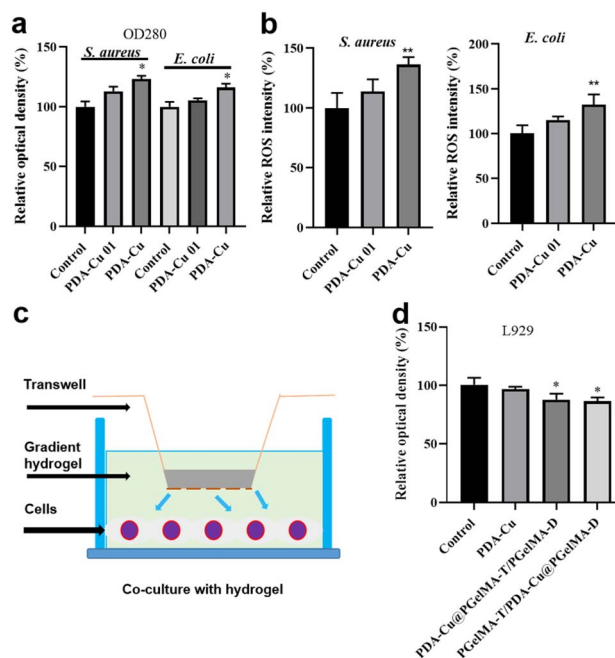 a
OD280
S. aureus
E. coli
Relative optical density (%)
150
100
50
0
*
*
Control
PDA-Cu 01
PDA-Cu
Control
PDA-Cu 01
PDA-Cu
b
S. aureus
Relative ROS intensity (%)
150
100
50
0
**
Control
PDA-Cu 01
PDA-Cu
E. coli
Relative ROS intensity (%)
200
150
100
50
0
**
Control
PDA-Cu 01
PDA-Cu
c
Transwell
Gradient
hydrogel
Cells
Co-culture with hydrogel
d
L929
Relative optical density (%)
150
100
50
0
*
*
Control
PDA-Cu
PDA-Cu@PGelMA-T/PGelMA-D
PGelMA-T/PDA-Cu@PGelMA-D